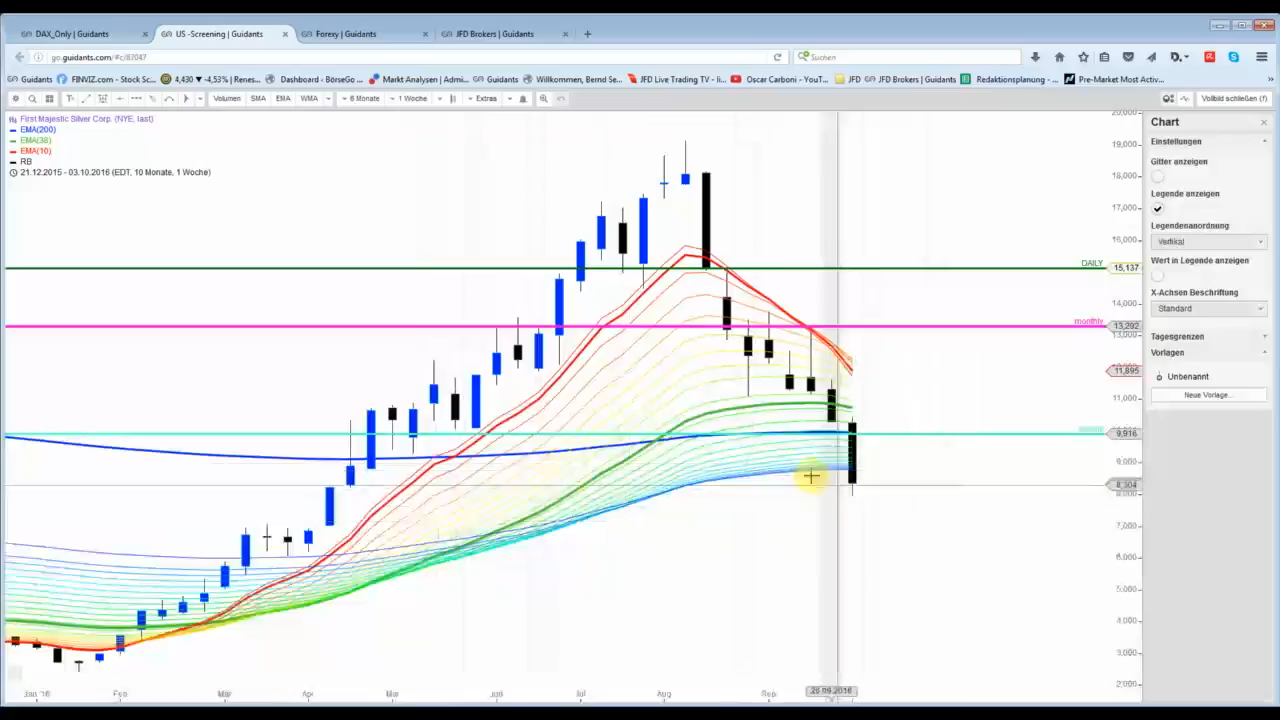 DAX_Only | Guidants
US -Screening | Guidants
Forexy | Guidants
JFD Brokers | Guidants
go.guidants.com/#c/87047
Suchen
Guidants FINVIZ.com - Stock Sc... 4,430 ▼ -4,53% | Renes... Dashboard - BörseGo ... Markt Analysen | Admi... Guidants Willkommen, Bernd Se... JFD Live Trading TV - li... Oscar Carboni - YouT... JFD JFD Brokers | Guidants Redaktionsplanung - ... Pre-Market Most Activ...
Volumen SMA EMA WMA 6 Monate 1 Woche Extras Vollbild schließen (f)
First Majestic Silver Corp. (NYE, last)
EMA(200)
EMA(38)
EMA(10)
RB
21.12.2015 - 03.10.2016 (EDT, 10 Monate, 1 Woche)
20,000
19,000
18,000
17,000
16,000
DAILY
15,137
14,000
monthly
13,292
13,000
11,895
11,000
9,916
9,000
8,304
8,000
7,000
6,000
5,000
4,000
3,000
2,000
Jan '16 Feb Mär Apr Mai Jun Jul Aug Sep 26.09.2016
Chart
Einstellungen
Gitter anzeigen
Legende anzeigen
Legendenanordnung
Vertikal
Wert in Legende anzeigen
X-Achsen Beschriftung
Standard
Tagesgrenzen
Vorlagen
Unbenannt
Neue Vorlage...